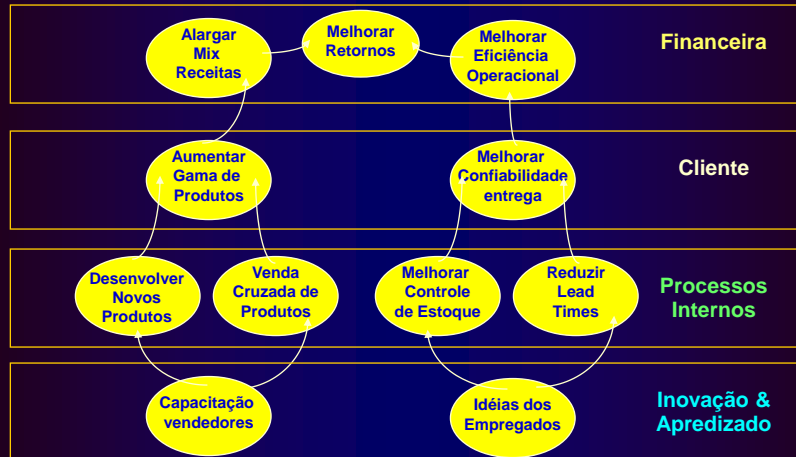 Alargar
Mix
Receitas
Melhorar
Retornos
Melhorar
Eficiência
Operacional
Financeira
Aumentar
Gama de
Produtos
Melhorar
Confiabilidade
entrega
Cliente
Desenvolver
Novos
Produtos
Venda
Cruzada de
Produtos
Melhorar
Controle
de Estoque
Reduzir
Lead
Times
Processos
Internos
Capacitação
vendedores
Idéias dos
Empregados
Inovação &
Apredizado